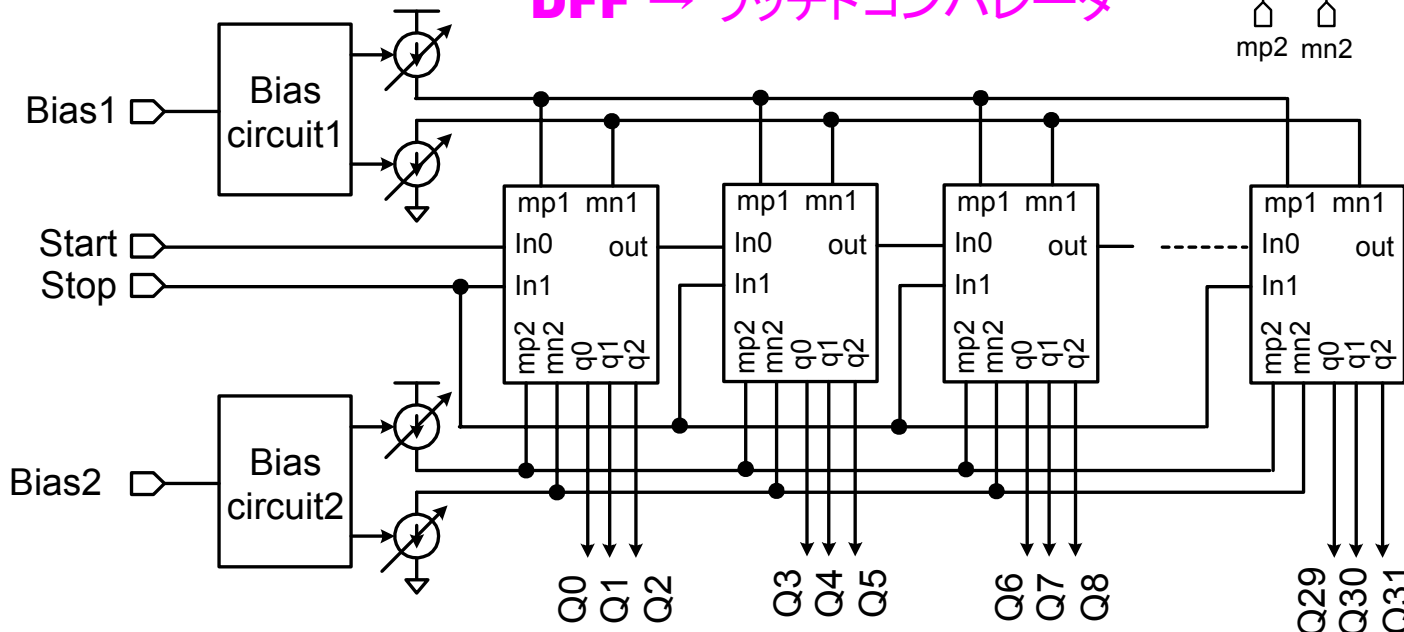 DFF → ラッチドコンパレータ
mp2 mn2
Bias1
Bias
circuit1
Start
Stop
mp1 mn1
In0
out
In1
mp2
mn2
q0
q1
q2
mp1 mn1
In0
out
In1
mp2
mn2
q0
q1
q2
mp1 mn1
In0
out
In1
mp2
mn2
q0
q1
q2
mp1 mn1
In0
out
In1
mp2
mn2
q0
q1
q2
Bias2
Bias
circuit2
Q0
Q1
Q2
Q3
Q4
Q5
Q6
Q7
Q8
Q29
Q30
Q31